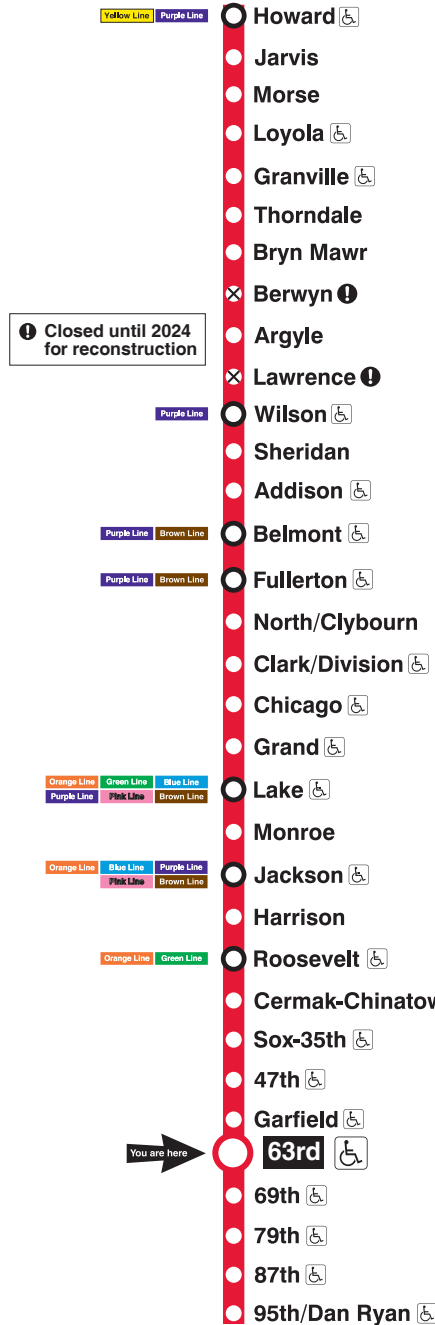 Yellow Line Purple Line Howard
Jarvis
Morse
Loyola
Granville
Thorndale
Bryn Mawr
Berwyn !
! Closed until 2024
for reconstruction
Argyle
Lawrence !
Purple Line Wilson
Sheridan
Addison
Purple Line Brown Line Belmont
Purple Line Brown Line Fullerton
North/Clybourn
Clark/Division
Chicago
Grand
Orange Line Green Line Blue Line
Purple Line Pink Line Brown Line
Lake
Monroe
Orange Line Blue Line Purple Line
Pink Line Brown Line
Jackson
Harrison
Orange Line Green Line Roosevelt
Cermak-Chinatow
Sox-35th
47th
Garfield
You are here 63rd
69th
79th
87th
95th/Dan Ryan